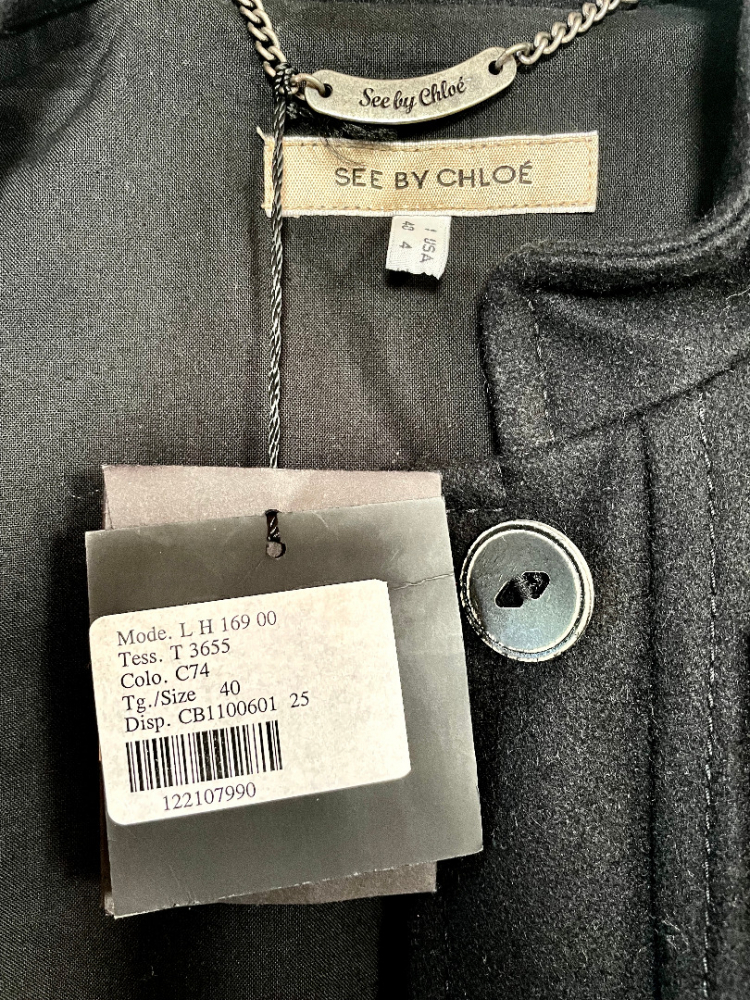 See by Chloé
SEE BY CHLOÉ
I USA
40 4
Mode. L H 169 00
Tess. T 3655
Colo. C74
Tg./Size 40
Disp. CB1100601 25
122107990